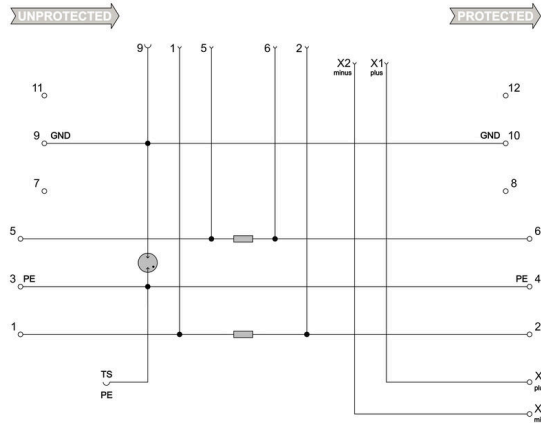 UNPROTECTED PROTECTED
9 1 5 6 2
X2 X1
minus plus
11 12
9 GND GND 10
7 8
5 6
3 PE PE 4
1 2
TS
PE
X
X